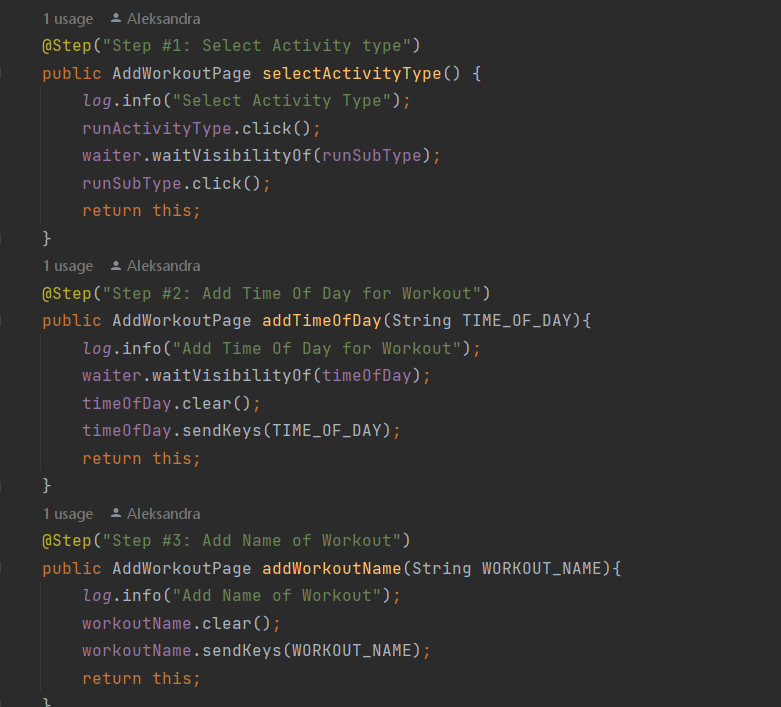 1 usage Aleksandra
@Step("Step #1: Select Activity type")
public AddWorkoutPage selectActivityType() {
log.info("Select Activity Type");
runActivityType.click();
waiter.waitVisibilityOf(runSubType);
runSubType.click();
return this;
}
1 usage Aleksandra
@Step("Step #2: Add Time Of Day for Workout")
public AddWorkoutPage addTimeOfDay(String TIME_OF_DAY){
log.info("Add Time Of Day for Workout");
waiter.waitVisibilityOf(timeOfDay);
timeOfDay.clear();
timeOfDay.sendKeys(TIME_OF_DAY);
return this;
}
1 usage Aleksandra
@Step("Step #3: Add Name of Workout")
public AddWorkoutPage addWorkoutName(String WORKOUT_NAME){
log.info("Add Name of Workout");
workoutName.clear();
workoutName.sendKeys(WORKOUT_NAME);
return this;
}